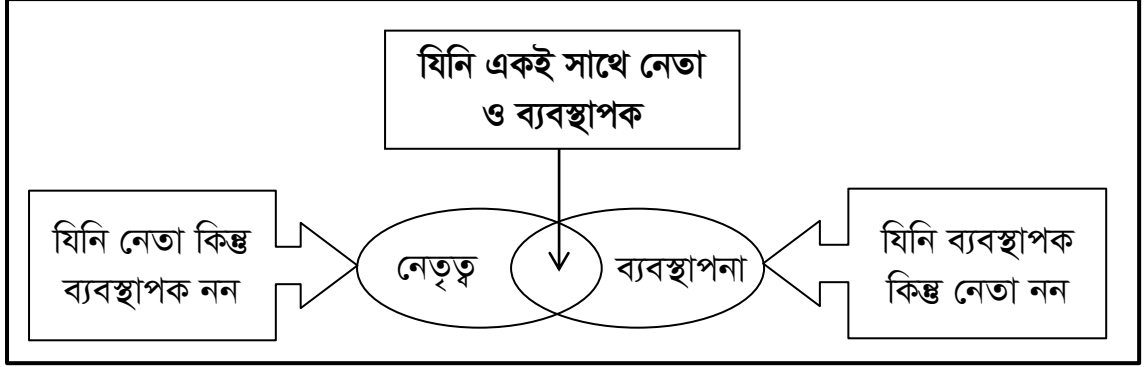 যিনি একই সাথে নেতা
ও ব্যবস্থাপক
যিনি নেতা কিন্তু
ব্যবস্থাপক নন
নেতৃত্ব
ব্যবস্থাপনা
যিনি ব্যবস্থাপক
কিন্তু নেতা নন